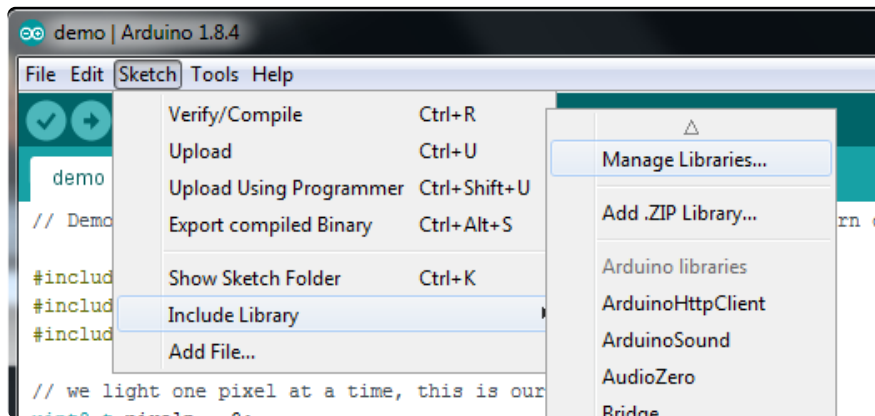 demo | Arduino 1.8.4
File Edit Sketch Tools Help
Verify/Compile Ctrl+R
Upload Ctrl+U
Upload Using Programmer Ctrl+Shift+U
Export compiled Binary Ctrl+Alt+S
Show Sketch Folder Ctrl+K
Include Library
Add File...
Manage Libraries...
Add .ZIP Library...
Arduino libraries
ArduinoHttpClient
ArduinoSound
AudioZero
Bridge
demo
// Demo
#includ
#includ
#includ
// we light one pixel at a time, this is our